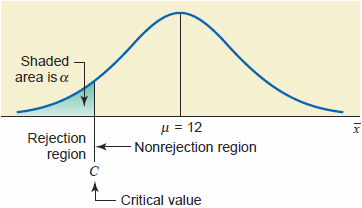 Shaded
area is α
μ = 12
x̅
Rejection
region
Nonrejection region
C
Critical value